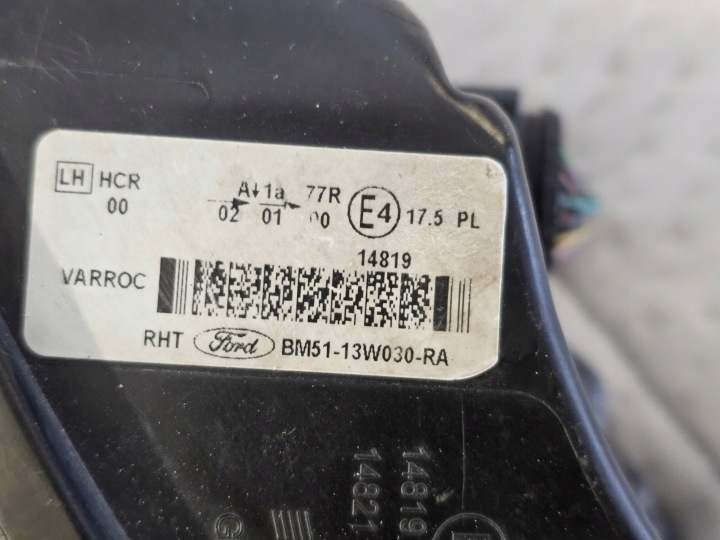 LH HCR A↓1a 77R E4 17.5 PL
00 02 01 00
14819
VARROC
RHT Ford BM51-13W030-RA
14819
14821